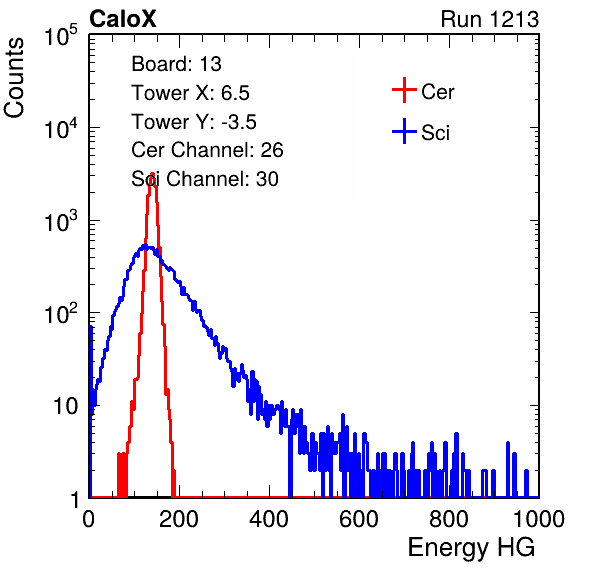 CaloX Run 1213
Counts
10^5
10^4
10^3
10^2
10
1
Board: 13
Tower X: 6.5
Tower Y: -3.5
Cer Channel: 26
Sci Channel: 30
Cer
Sci
0 200 400 600 800 1000
Energy HG